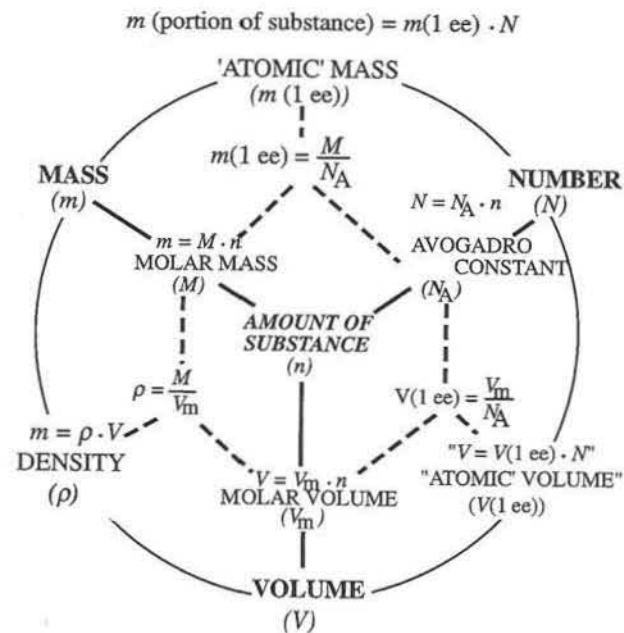 m (portion of substance) = m(1 ee) · N
'ATOMIC' MASS
(m (1 ee))
m(1 ee) = M/N_A
MASS
(m)
NUMBER
(N)
N = N_A · n
m = M · n
MOLAR MASS
(M)
AVOGADRO
CONSTANT
(N_A)
AMOUNT OF
SUBSTANCE
(n)
ρ = M/V_m
V(1 ee) = V_m/N_A
m = ρ · V
DENSITY
(ρ)
"V = V(1 ee) · N"
"ATOMIC' VOLUME"
(V(1 ee))
V = V_m · n
MOLAR VOLUME
(V_m)
VOLUME
(V)